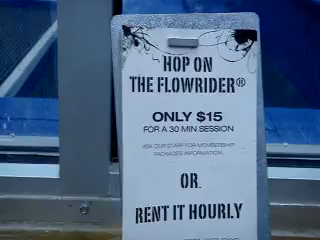 HOP ON
THE FLOWRIDER®
ONLY $15
FOR A 30 MIN SESSION
ASK OUR STAFF FOR MEMBERSHIP
PACKAGES INFORMATION
OR
RENT IT HOURLY